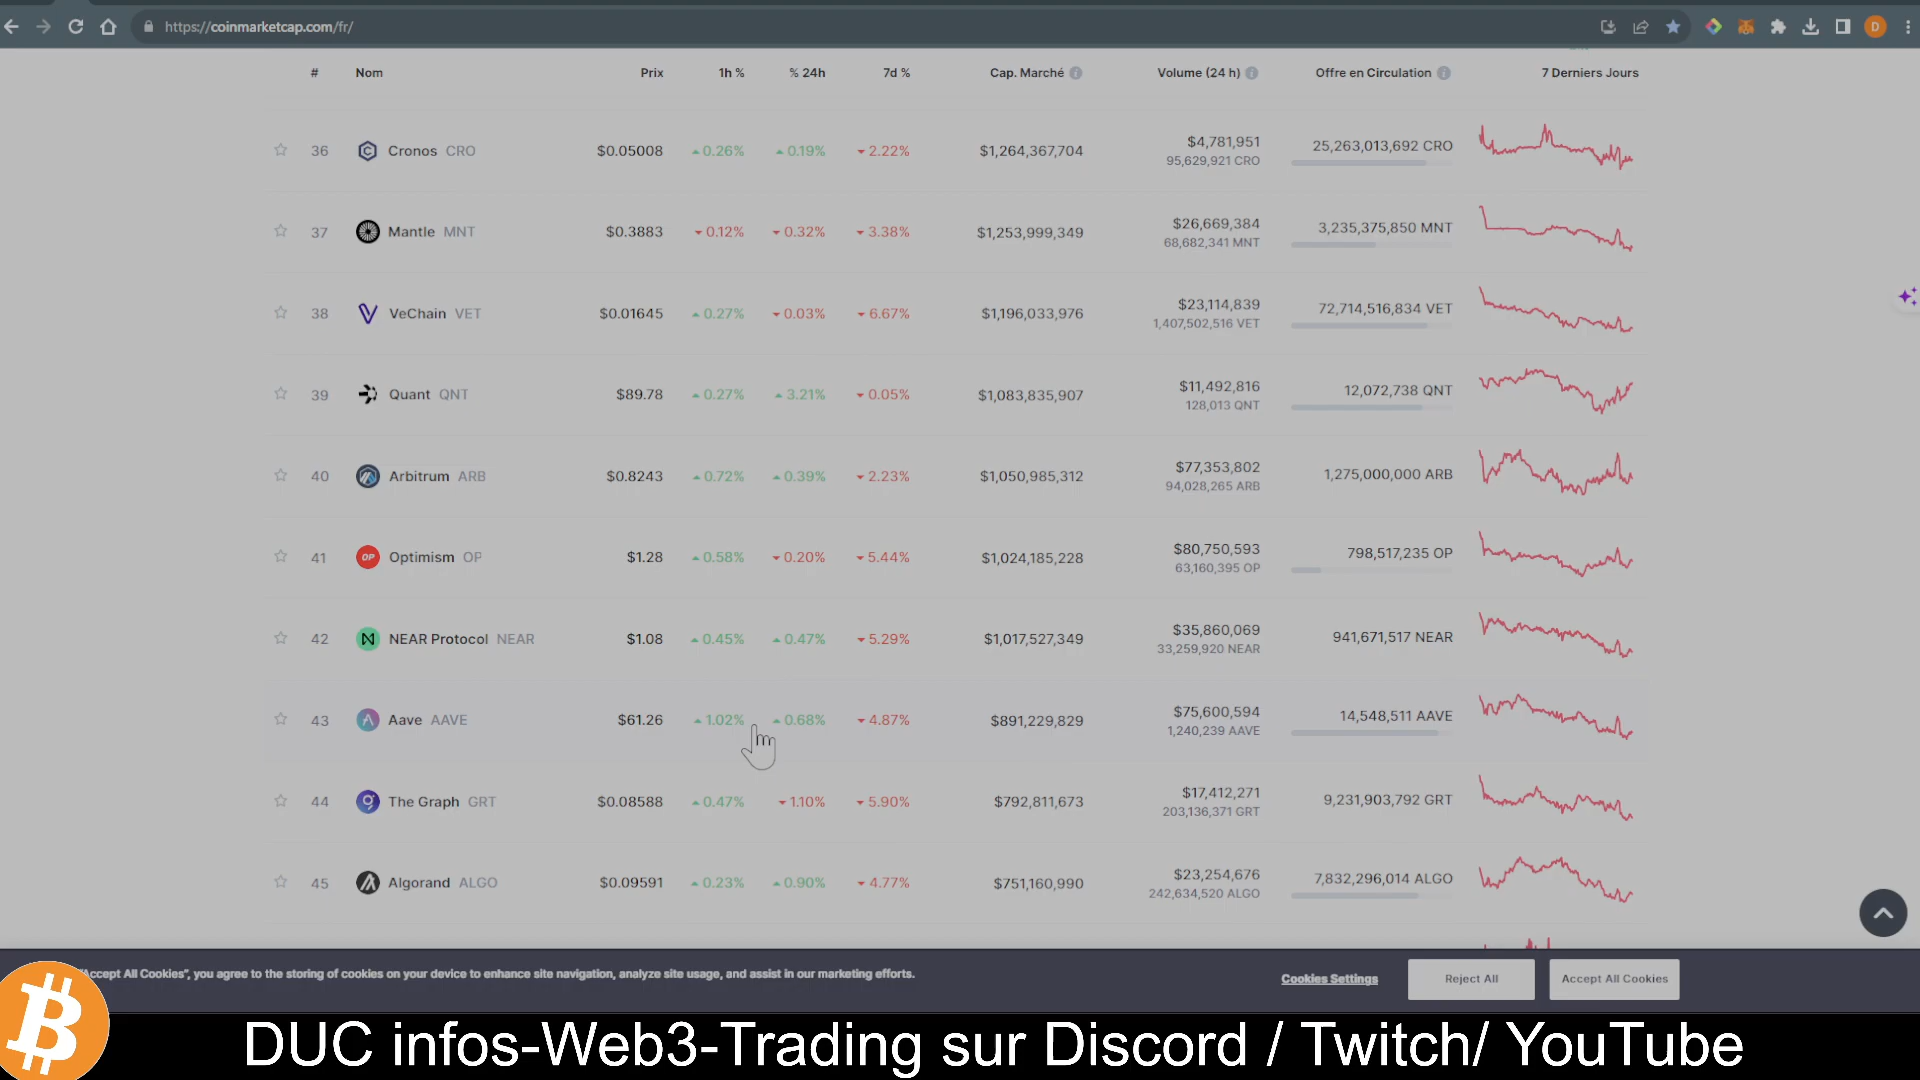 https://coinmarketcap.com/fr/
D
# Nom Prix 1h % % 24h 7d % Cap. Marché Volume (24 h) Offre en Circulation 7 Derniers Jours
36 Cronos CRO $0.05008 0.26% 0.19% 2.22% $1,264,367,704 $4,781,951 25,263,013,692 CRO
95,629,921 CRO
37 Mantle MNT $0.3883 0.12% 0.32% 3.38% $1,253,999,349 $26,669,384 3,235,375,850 MNT
68,682,341 MNT
38 VeChain VET $0.01645 0.27% 0.03% 6.67% $1,196,033,976 $23,114,839 72,714,516,834 VET
1,407,502,516 VET
39 Quant QNT $89.78 0.27% 3.21% 0.05% $1,083,835,907 $11,492,816 12,072,738 QNT
128,013 QNT
40 Arbitrum ARB $0.8243 0.72% 0.39% 2.23% $1,050,985,312 $77,353,802 1,275,000,000 ARB
94,028,265 ARB
41 OP Optimism OP $1.28 0.58% 0.20% 5.44% $1,024,185,228 $80,750,593 798,517,235 OP
63,160,395 OP
42 NEAR Protocol NEAR $1.08 0.45% 0.47% 5.29% $1,017,527,349 $35,860,069 941,671,517 NEAR
33,259,920 NEAR
43 Aave AAVE $61.26 1.02% 0.68% 4.87% $891,229,829 $75,600,594 14,548,511 AAVE
1,240,239 AAVE
44 The Graph GRT $0.08588 0.47% 1.10% 5.90% $792,811,673 $17,412,271 9,231,903,792 GRT
203,136,371 GRT
45 Algorand ALGO $0.09591 0.23% 0.90% 4.77% $751,160,990 $23,254,676 7,832,296,014 ALGO
242,634,520 ALGO
Accept All Cookies", you agree to the storing of cookies on your device to enhance site navigation, analyze site usage, and assist in our marketing efforts.
Cookies Settings Reject All Accept All Cookies
DUC infos-Web3-Trading sur Discord / Twitch/ YouTube